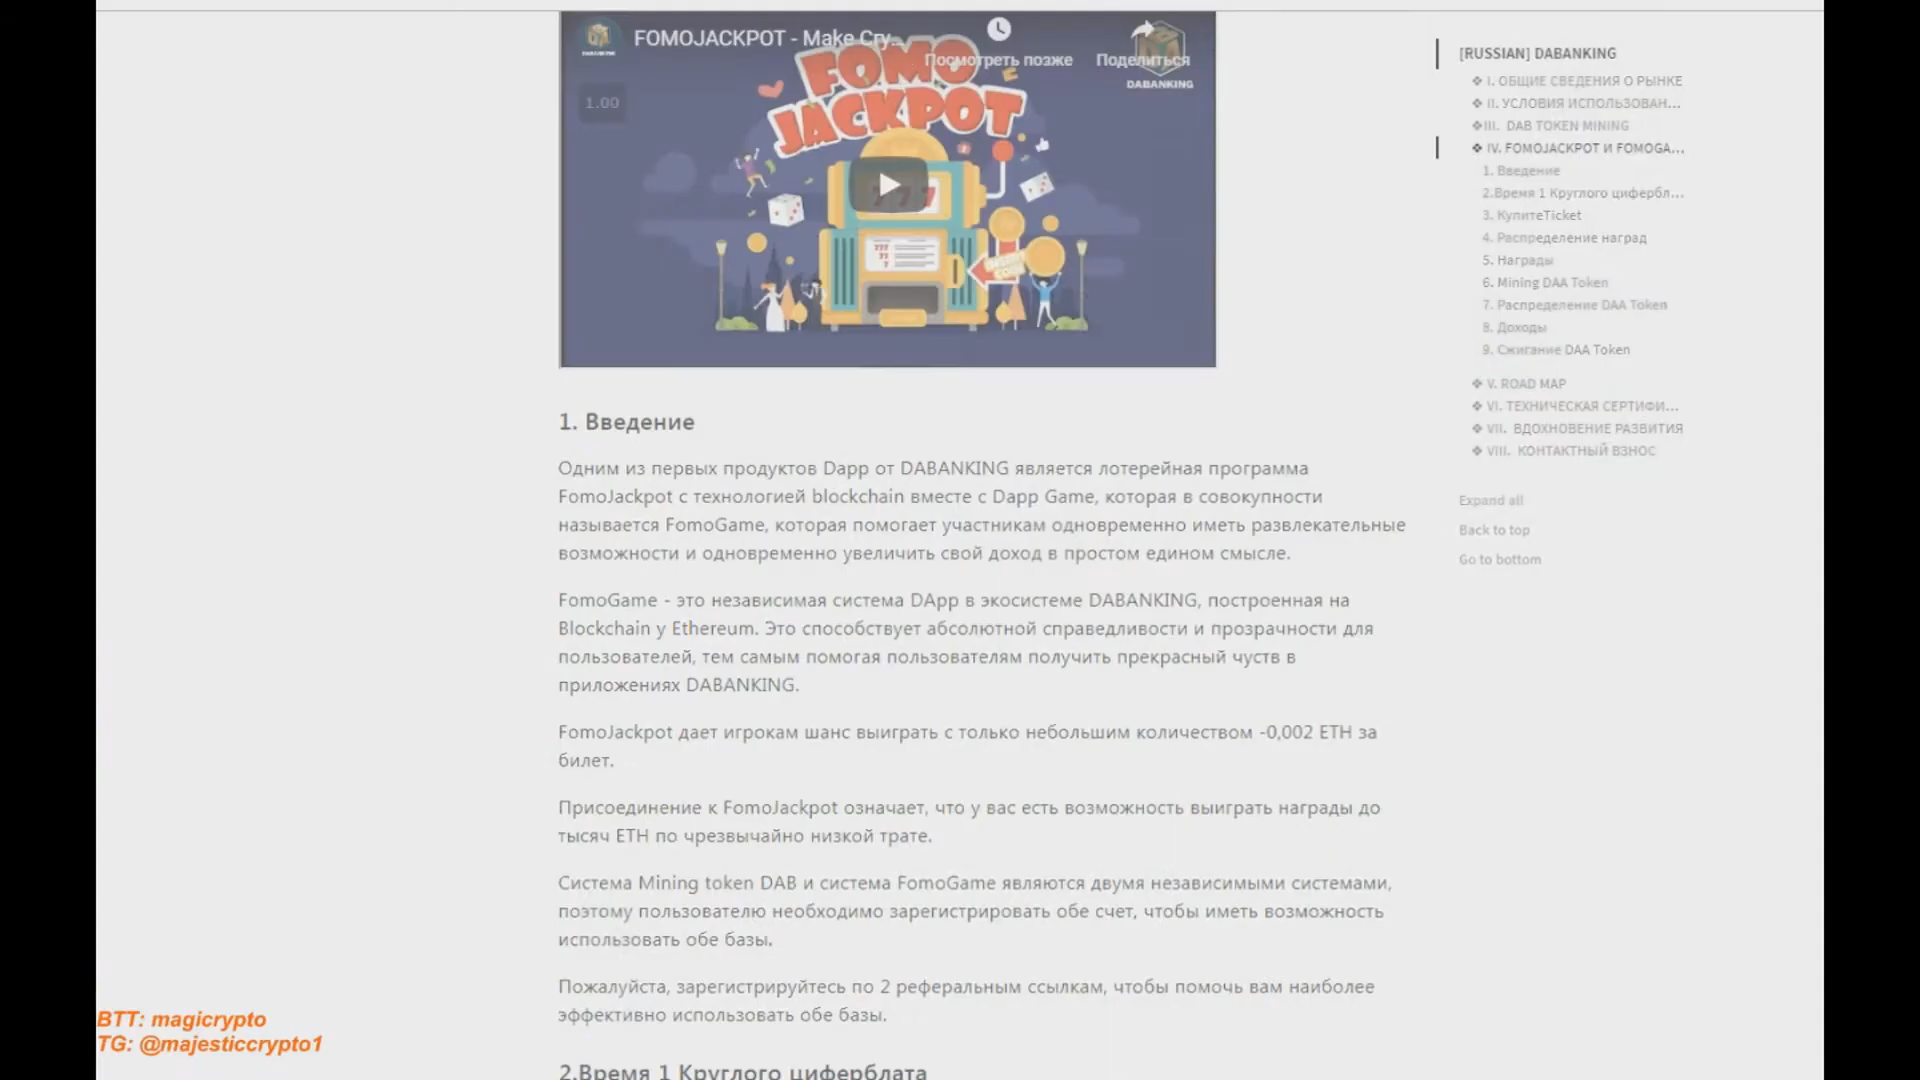 FOMOJACKPOT - Make Cry...
Посмотреть позже
Поделиться
DABANKING
1.00
FOMO
JACKPOT
777
777
77
7
INSERT
COIN
1. Введение
Одним из первых продуктов Dapp от DABANKING является лотерейная программа
FomoJackpot с технологией blockchain вместе с Dapp Game, которая в совокупности
называется FomoGame, которая помогает участникам одновременно иметь развлекательные
возможности и одновременно увеличить свой доход в простом едином смысле.
FomoGame - это независимая система DApp в экосистеме DABANKING, построенная на
Blockchain у Ethereum. Это способствует абсолютной справедливости и прозрачности для
пользователей, тем самым помогая пользователям получить прекрасный чуств в
приложениях DABANKING.
FomoJackpot дает игрокам шанс выиграть с только небольшим количеством -0,002 ETH за
билет.
Присоединение к FomoJackpot означает, что у вас есть возможность выиграть награды до
тысяч ETH по чрезвычайно низкой трате.
Система Mining token DAB и система FomoGame являются двумя независимыми системами,
поэтому пользователю необходимо зарегистрировать обе счет, чтобы иметь возможность
использовать обе базы.
Пожалуйста, зарегистрируйтесь по 2 реферальным ссылкам, чтобы помочь вам наиболее
эффективно использовать обе базы.
2.Время 1 Круглого циферблата
[RUSSIAN] DABANKING
❖ I. ОБЩИЕ СВЕДЕНИЯ О РЫНКЕ
❖ II. УСЛОВИЯ ИСПОЛЬЗОВАН...
❖III. DAB TOKEN MINING
❖ IV. FOMOJACKPOT И FOMOGA...
1. Введение
2.Время 1 Круглого цифербл...
3. КупитеTicket
4. Распределение наград
5. Награды
6. Mining DAA Token
7. Распределение DAA Token
8. Доходы
9. Сжигание DAA Token
❖ V. ROAD MAP
❖ VI. ТЕХНИЧЕСКАЯ СЕРТИФИ...
❖ VII. ВДОХНОВЕНИЕ РАЗВИТИЯ
❖ VIII. КОНТАКТНЫЙ ВЗНОС
Expand all
Back to top
Go to bottom
BTT: magicrypto
TG: @majesticcrypto1